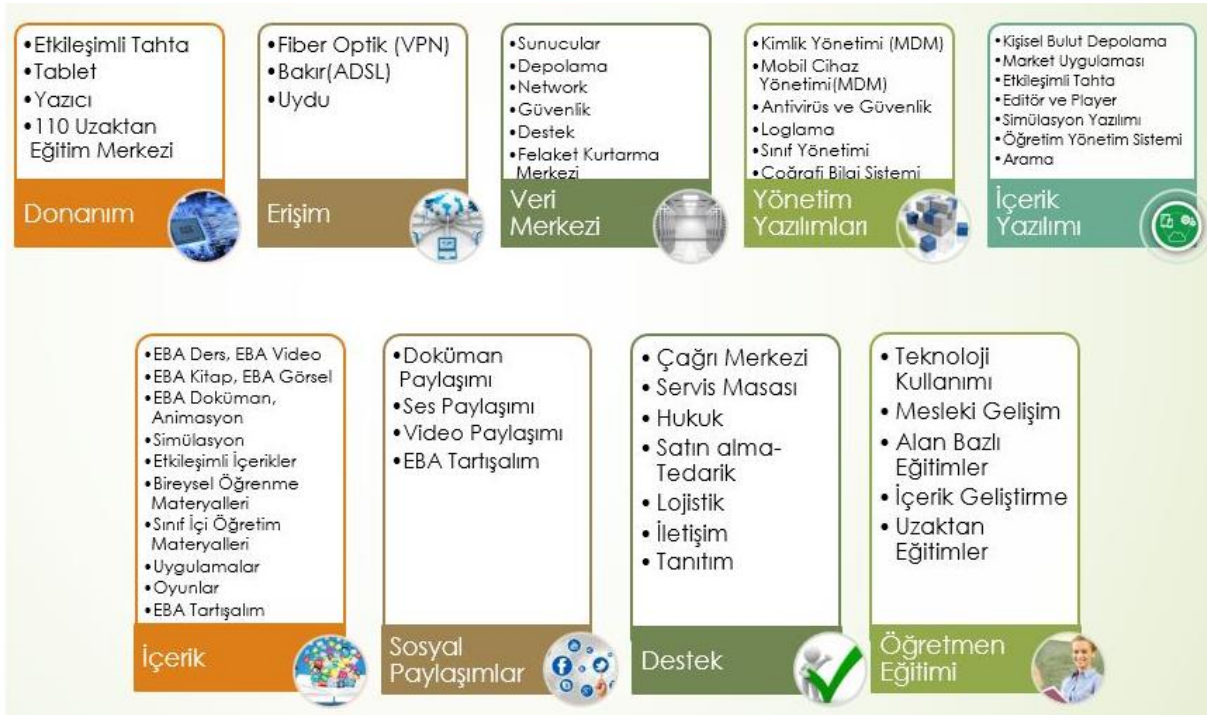 •Etkileşimli Tahta
•Tablet
•Yazıcı
•110 Uzaktan
Eğitim Merkezi
Donanım
•Fiber Optik (VPN)
•Bakır(ADSL)
•Uydu
Erişim
•Sunucular
•Depolama
•Network
•Güvenlik
•Destek
•Felaket Kurtarma
Merkezi
Veri
Merkezi
•Kimlik Yönetimi (MDM)
•Mobil Cihaz
Yönetimi(MDM)
•Antivirüs ve Güvenlik
•Loglama
•Sınıf Yönetimi
•Coğrafi Bilgi Sistemi
Yönetim
Yazılımları
•Kişisel Bulut Depolama
•Market Uygulaması
•Etkileşimli Tahta
•Editör ve Player
•Simülasyon Yazılımı
•Öğretim Yönetim Sistemi
•Arama
İçerik
Yazılımı
•EBA Ders, EBA Video
•EBA Kitap, EBA Görsel
•EBA Doküman,
Animasyon
•Simülasyon
•Etkileşimli İçerikler
•Bireysel Öğrenme
Materyalleri
•Sınıf İçi Öğretim
Materyalleri
•Uygulamalar
•Oyunlar
•EBA Tartışalım
İçerik
•Doküman
Paylaşımı
•Ses Paylaşımı
•Video Paylaşımı
•EBA Tartışalım
Sosyal
Paylaşımlar
• Çağrı Merkezi
• Servis Masası
• Hukuk
• Satın alma-
Tedarik
• Lojistik
• İletişim
• Tanıtım
Destek
• Teknoloji
Kullanımı
• Mesleki Gelişim
• Alan Bazlı
Eğitimler
• İçerik Geliştirme
• Uzaktan
Eğitimler
Öğretmen
Eğitimi